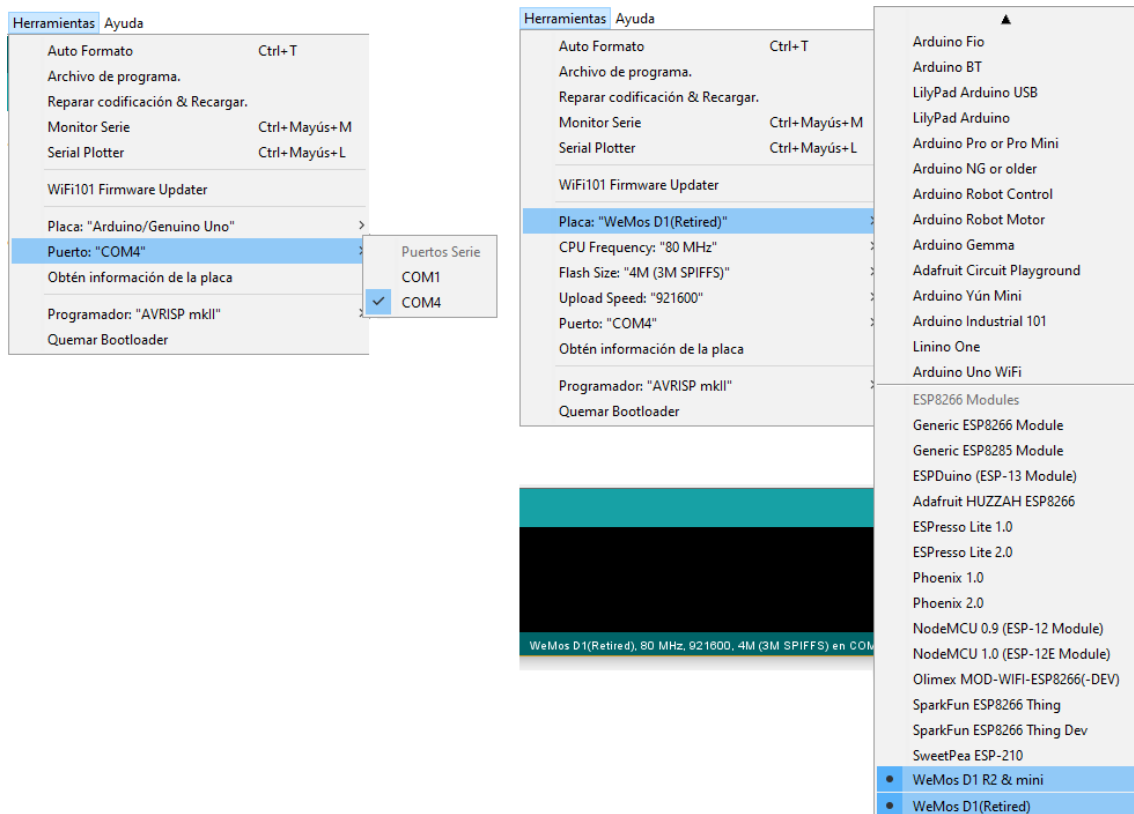 Herramientas Ayuda
Auto Formato Ctrl+T
Archivo de programa.
Reparar codificación & Recargar.
Monitor Serie Ctrl+Mayús+M
Serial Plotter Ctrl+Mayús+L
WiFi101 Firmware Updater
Placa: "Arduino/Genuino Uno"
Puerto: "COM4"
Obtén información de la placa
Programador: "AVRISP mkII"
Quemar Bootloader
Puertos Serie
COM1
COM4
Herramientas Ayuda
Auto Formato Ctrl+T
Archivo de programa.
Reparar codificación & Recargar.
Monitor Serie Ctrl+Mayús+M
Serial Plotter Ctrl+Mayús+L
WiFi101 Firmware Updater
Placa: "WeMos D1(Retired)"
CPU Frequency: "80 MHz"
Flash Size: "4M (3M SPIFFS)"
Upload Speed: "921600"
Puerto: "COM4"
Obtén información de la placa
Programador: "AVRISP mkII"
Quemar Bootloader
WeMos D1(Retired), 80 MHz, 921600, 4M (3M SPIFFS) en COM
Arduino Fio
Arduino BT
LilyPad Arduino USB
LilyPad Arduino
Arduino Pro or Pro Mini
Arduino NG or older
Arduino Robot Control
Arduino Robot Motor
Arduino Gemma
Adafruit Circuit Playground
Arduino Yún Mini
Arduino Industrial 101
Linino One
Arduino Uno WiFi
ESP8266 Modules
Generic ESP8266 Module
Generic ESP8285 Module
ESPDuino (ESP-13 Module)
Adafruit HUZZAH ESP8266
ESPresso Lite 1.0
ESPresso Lite 2.0
Phoenix 1.0
Phoenix 2.0
NodeMCU 0.9 (ESP-12 Module)
NodeMCU 1.0 (ESP-12E Module)
Olimex MOD-WIFI-ESP8266(-DEV)
SparkFun ESP8266 Thing
SparkFun ESP8266 Thing Dev
SweetPea ESP-210
WeMos D1 R2 & mini
WeMos D1(Retired)